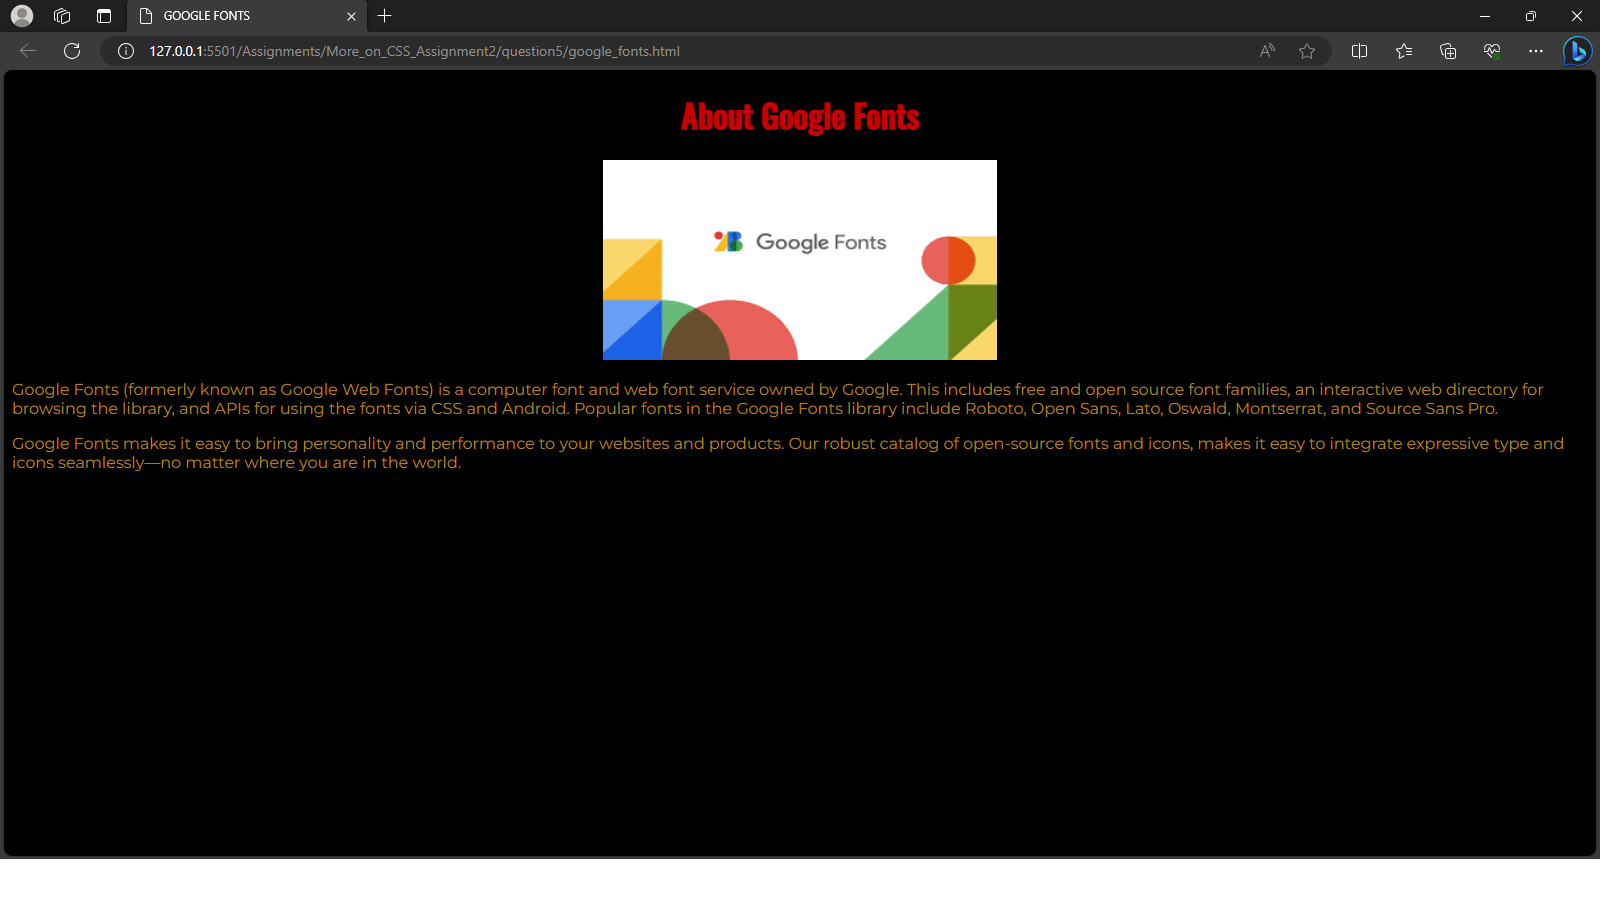 GOOGLE FONTS
127.0.0.1:5501/Assignments/More_on_CSS_Assignment2/question5/google_fonts.html
About Google Fonts
Google Fonts
Google Fonts (formerly known as Google Web Fonts) is a computer font and web font service owned by Google. This includes free and open source font families, an interactive web directory for
browsing the library, and APIs for using the fonts via CSS and Android. Popular fonts in the Google Fonts library include Roboto, Open Sans, Lato, Oswald, Montserrat, and Source Sans Pro.
Google Fonts makes it easy to bring personality and performance to your websites and products. Our robust catalog of open-source fonts and icons, makes it easy to integrate expressive type and
icons seamlessly—no matter where you are in the world.